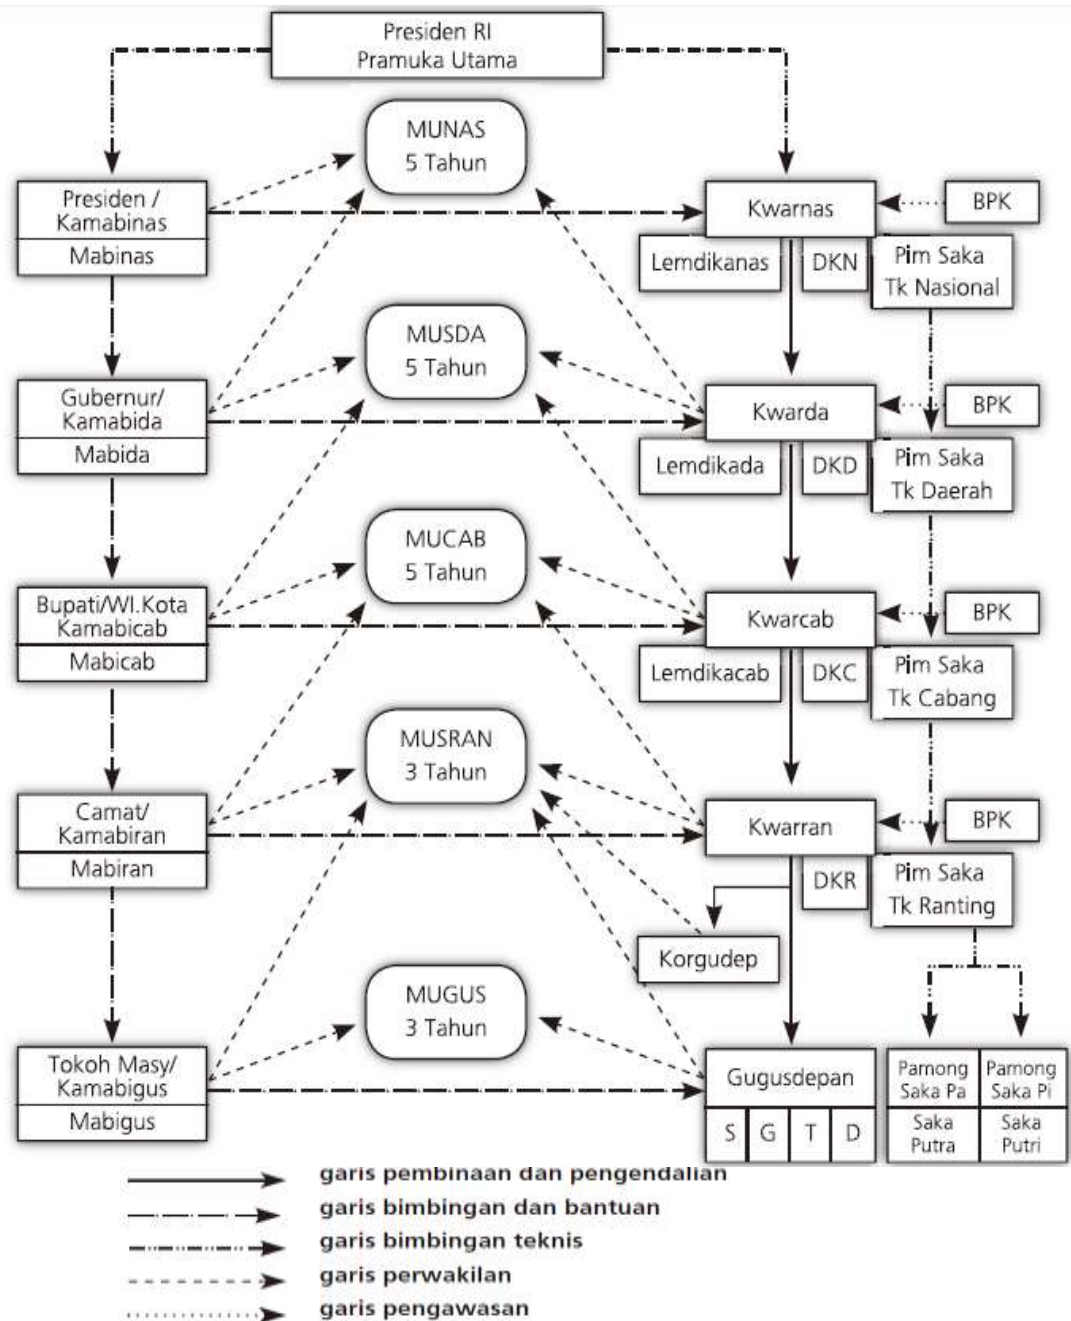 Presiden RI
Pramuka Utama
MUNAS
5 Tahun
Presiden /
Kamabinas
Mabinas
Kwarnas
BPK
Lemdikanas
DKN
Pim Saka
Tk Nasional
MUSDA
5 Tahun
Gubernur/
Kamabida
Mabida
Kwarda
BPK
Lemdikada
DKD
Pim Saka
Tk Daerah
MUCAB
5 Tahun
Bupati/Wl.Kota
Kamabicab
Mabicab
Kwarcab
BPK
Lemdikacab
DKC
Pim Saka
Tk Cabang
MUSRAN
3 Tahun
Camat/
Kamabiran
Mabiran
Kwarran
BPK
DKR
Pim Saka
Tk Ranting
Korgudep
MUGUS
3 Tahun
Tokoh Masy/
Kamabigus
Mabigus
Gugusdepan
S G T D
Pamong
Saka Pa
Pamong
Saka Pi
Saka
Putra
Saka
Putri
garis pembinaan dan pengendalian
garis bimbingan dan bantuan
garis bimbingan teknis
garis perwakilan
garis pengawasan